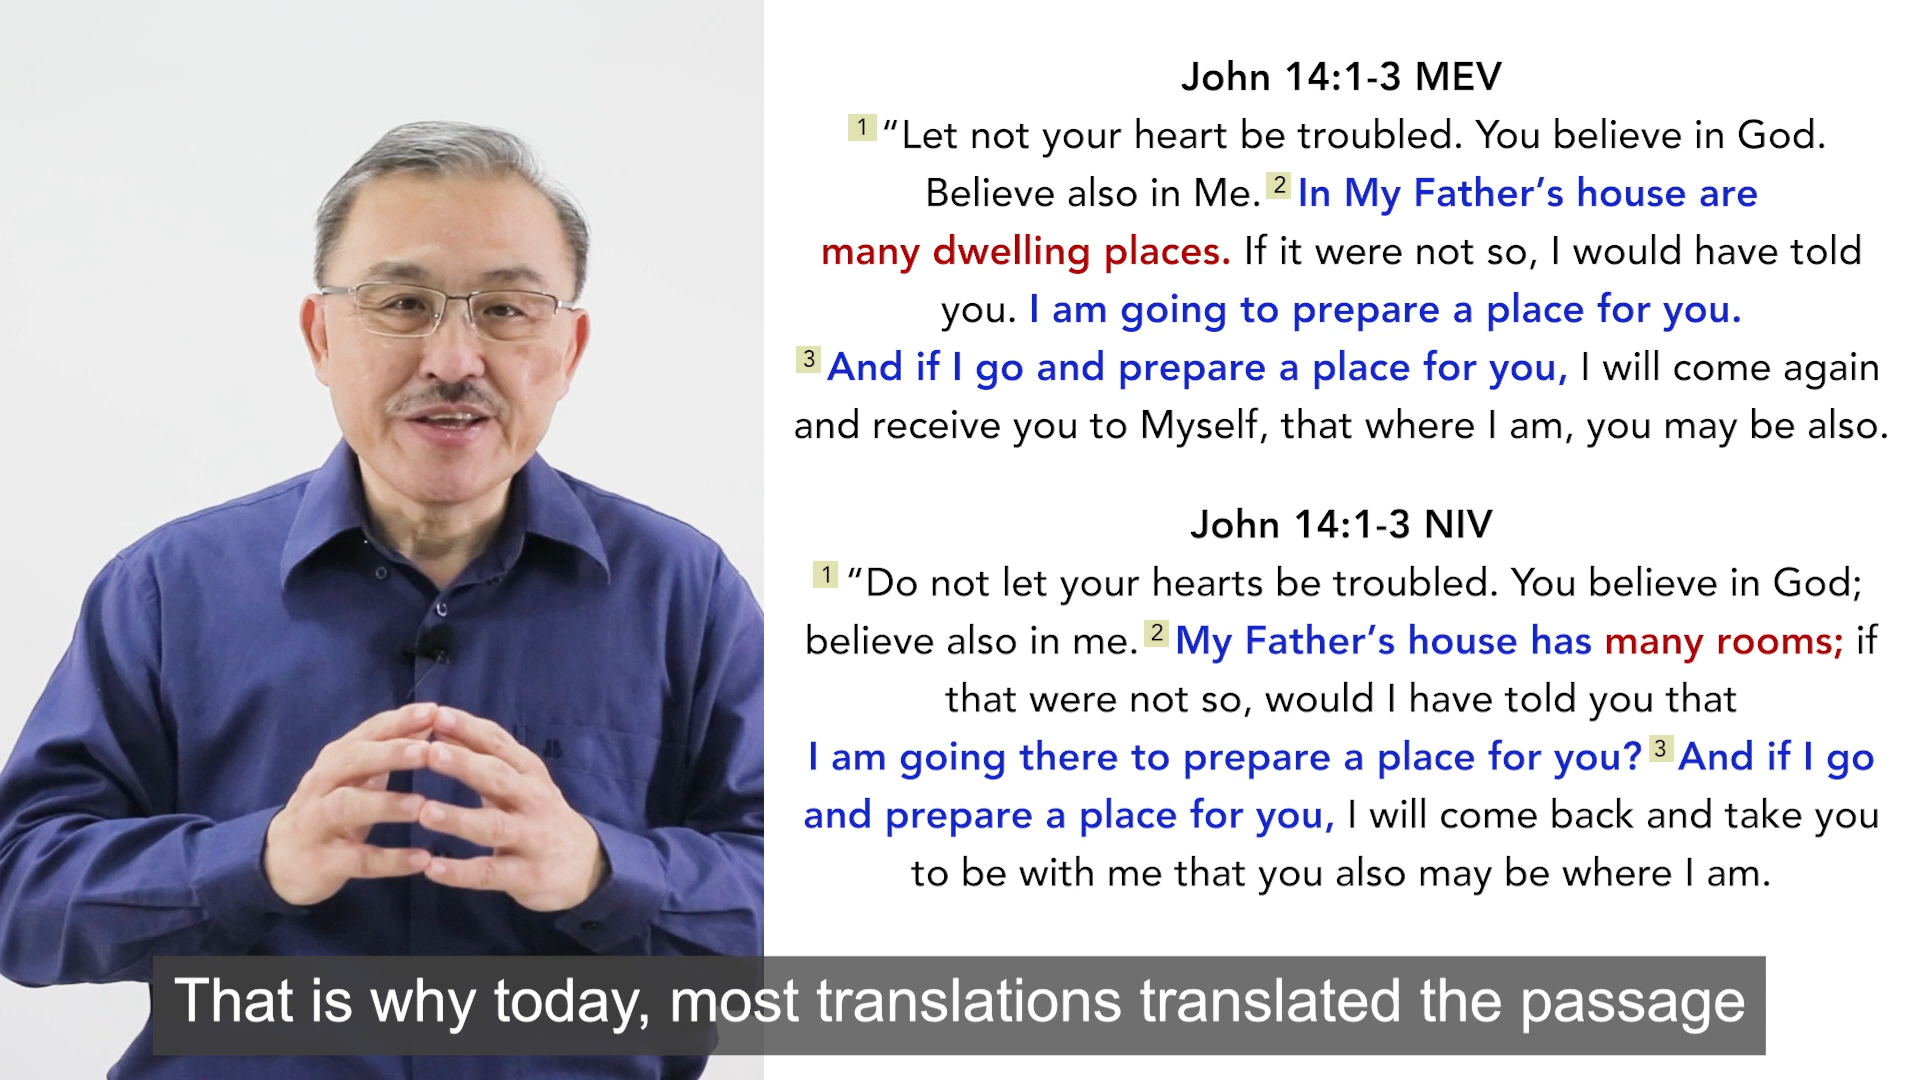 John 14:1-3 MEV
1 “Let not your heart be troubled. You believe in God.
Believe also in Me. 2 In My Father’s house are
many dwelling places. If it were not so, I would have told
you. I am going to prepare a place for you.
3 And if I go and prepare a place for you, I will come again
and receive you to Myself, that where I am, you may be also.
John 14:1-3 NIV
1 “Do not let your hearts be troubled. You believe in God;
believe also in me. 2 My Father’s house has many rooms; if
that were not so, would I have told you that
I am going there to prepare a place for you? 3 And if I go
and prepare a place for you, I will come back and take you
to be with me that you also may be where I am.
That is why today, most translations translated the passage